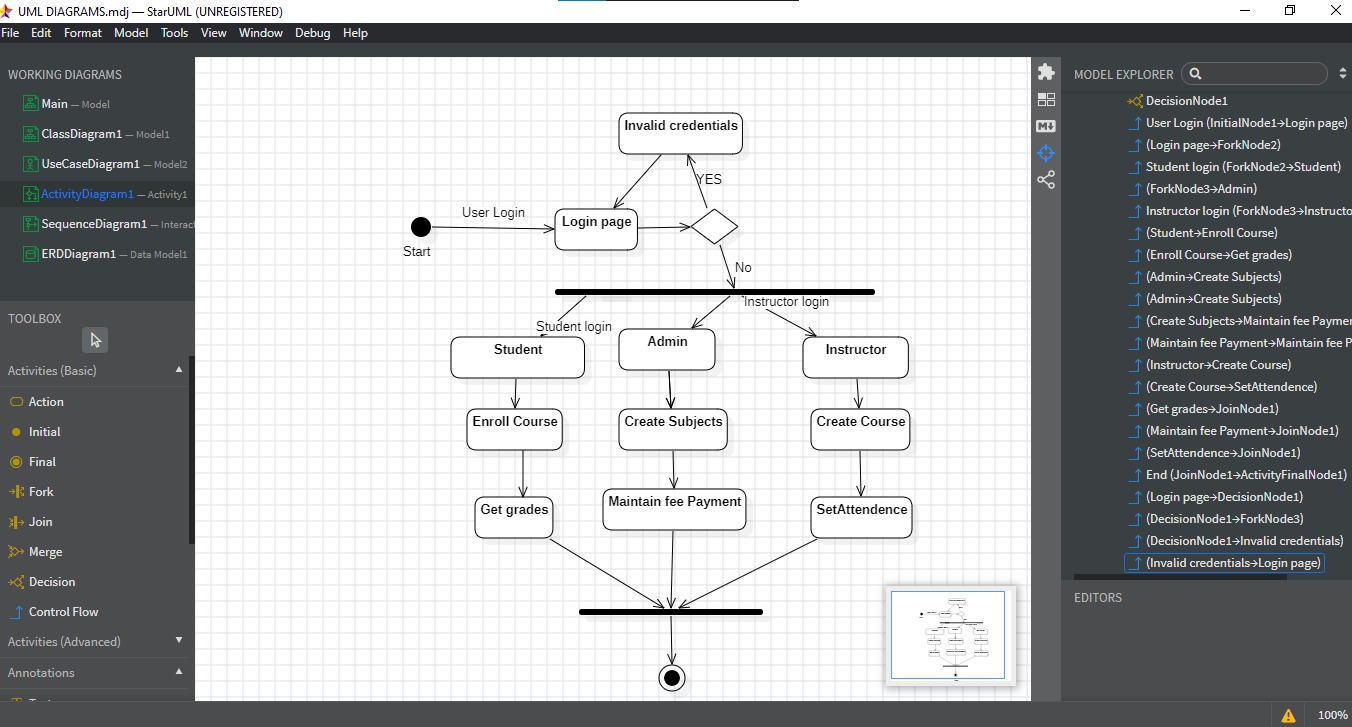 UML DIAGRAMS.mdj — StarUML (UNREGISTERED)
File Edit Format Model Tools View Window Debug Help
WORKING DIAGRAMS
Main — Model
ClassDiagram1 — Model1
UseCaseDiagram1 — Model2
ActivityDiagram1 — Activity1
SequenceDiagram1 — Interact
ERDDiagram1 — Data Model1
TOOLBOX
Activities (Basic)
Action
Initial
Final
Fork
Join
Merge
Decision
Control Flow
Activities (Advanced)
Annotations
Invalid credentials
YES
User Login
Login page
Start
No
Instructor login
Student login
Student
Admin
Instructor
Enroll Course
Create Subjects
Create Course
Get grades
Maintain fee Payment
SetAttendence
M↓
MODEL EXPLORER
DecisionNode1
User Login (InitialNode1→Login page)
(Login page→ForkNode2)
Student login (ForkNode2→Student)
(ForkNode3→Admin)
Instructor login (ForkNode3→Instructo
(Student→Enroll Course)
(Enroll Course→Get grades)
(Admin→Create Subjects)
(Admin→Create Subjects)
(Create Subjects→Maintain fee Paymen
(Maintain fee Payment→Maintain fee P
(Instructor→Create Course)
(Create Course→SetAttendence)
(Get grades→JoinNode1)
(Maintain fee Payment→JoinNode1)
(SetAttendence→JoinNode1)
End (JoinNode1→ActivityFinalNode1)
(Login page→DecisionNode1)
(DecisionNode1→ForkNode3)
(DecisionNode1→Invalid credentials)
(Invalid credentials→Login page)
EDITORS
100%